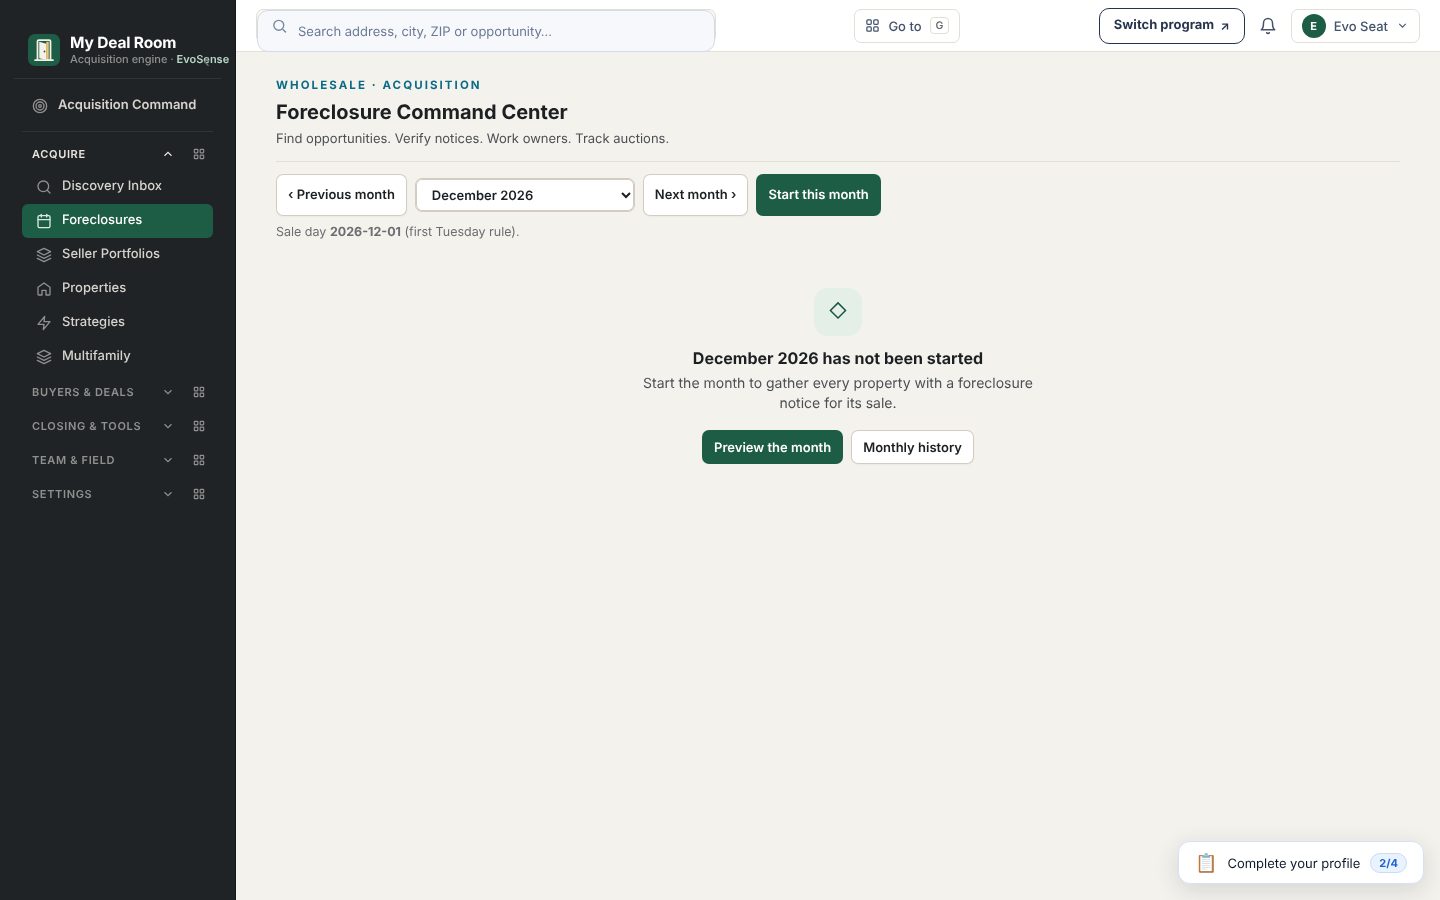 My Deal Room
Acquisition engine · EvoSense
Acquisition Command
ACQUIRE
Discovery Inbox
Foreclosures
Seller Portfolios
Properties
Strategies
Multifamily
BUYERS & DEALS
CLOSING & TOOLS
TEAM & FIELD
SETTINGS
Search address, city, ZIP or opportunity...
Go to G
Switch program ↗
E Evo Seat
WHOLESALE · ACQUISITION
Foreclosure Command Center
Find opportunities. Verify notices. Work owners. Track auctions.
‹ Previous month
December 2026
Next month ›
Start this month
Sale day 2026-12-01 (first Tuesday rule).
December 2026 has not been started
Start the month to gather every property with a foreclosure
notice for its sale.
Preview the month
Monthly history
Complete your profile 2/4